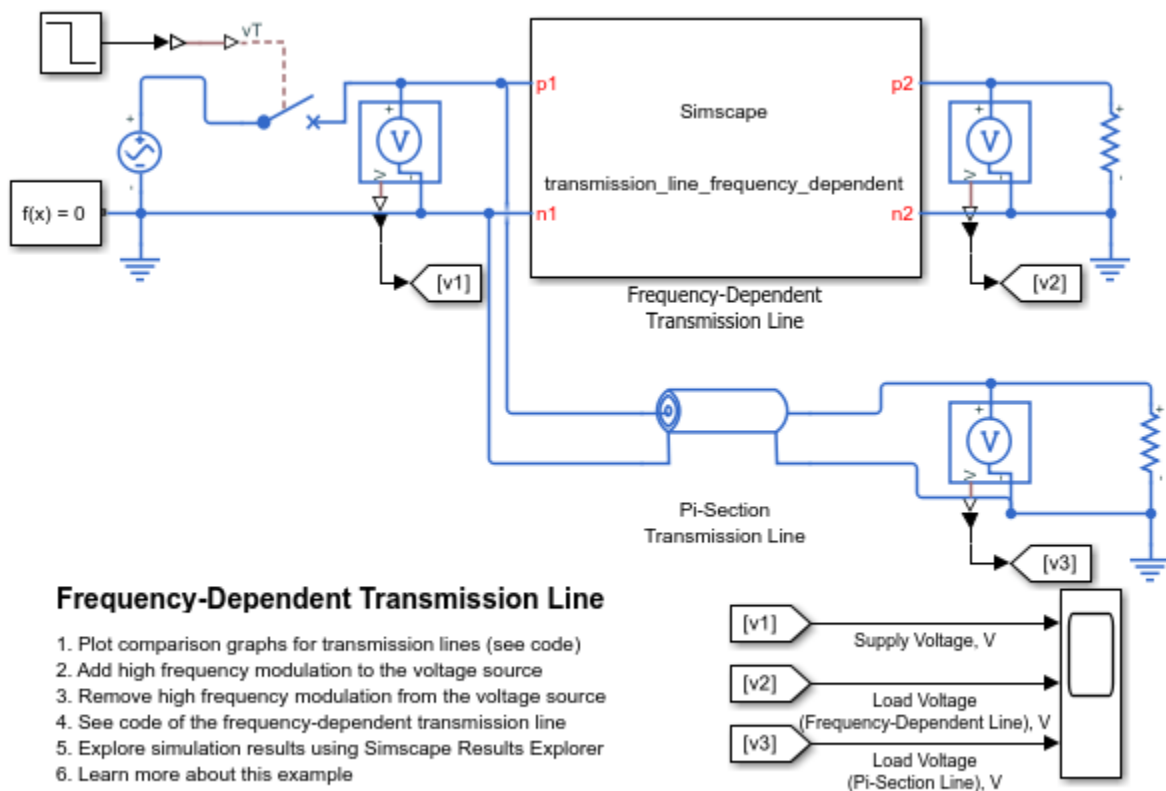 vT
+
-
f(x) = 0
+
V
-
V
[v1]
p1
n1
Simscape
transmission_line_frequency_dependent
p2
n2
Frequency-Dependent
Transmission Line
+
V
-
V
[v2]
+
-
Pi-Section
Transmission Line
+
V
-
V
[v3]
+
-
Frequency-Dependent Transmission Line
1. Plot comparison graphs for transmission lines (see code)
2. Add high frequency modulation to the voltage source
3. Remove high frequency modulation from the voltage source
4. See code of the frequency-dependent transmission line
5. Explore simulation results using Simscape Results Explorer
6. Learn more about this example
[v1]
Supply Voltage, V
[v2]
Load Voltage
(Frequency-Dependent Line), V
[v3]
Load Voltage
(Pi-Section Line), V